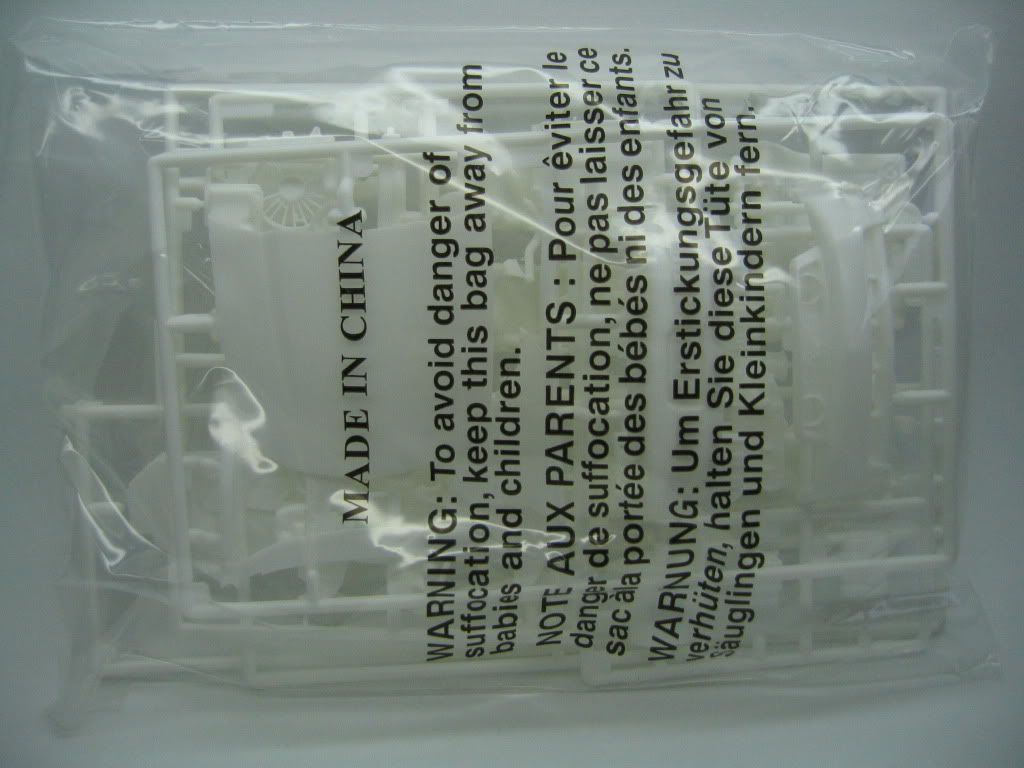 MADE IN CHINA
WARNING: To avoid danger of
suffocation, keep this bag away from
babies and children.
NOTE AUX PARENTS : Pour êviter le
danger de suffocation, ne pas laisser ce
sac à la portée des bébés ni des enfants.
WARNUNG: Um Erstickungsgefahr zu
verhüten, halten Sie diese Tüte von
Säuglingen und Kleinkindern fern.